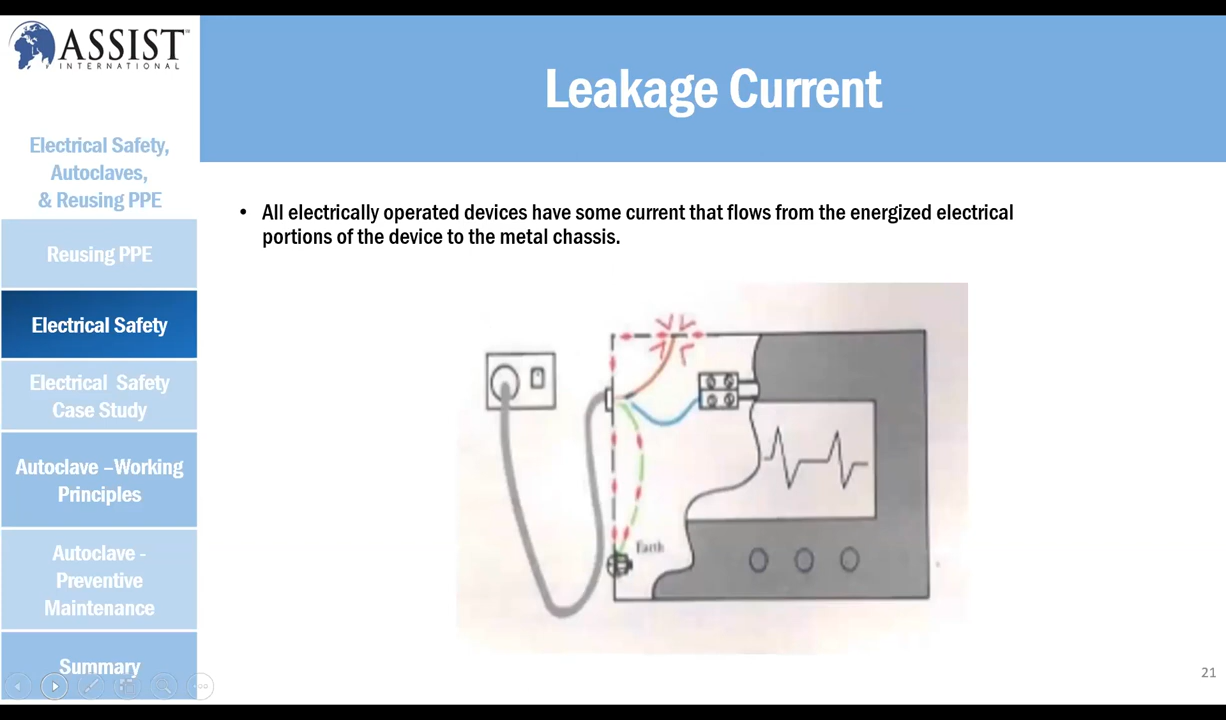 ASSIST
INTERNATIONAL
Leakage Current
Electrical Safety,
Autoclaves,
& Reusing PPE
Reusing PPE
Electrical Safety
Electrical Safety
Case Study
Autoclave –Working
Principles
Autoclave -
Preventive
Maintenance
Summary
• All electrically operated devices have some current that flows from the energized electrical
portions of the device to the metal chassis.
Earth
21